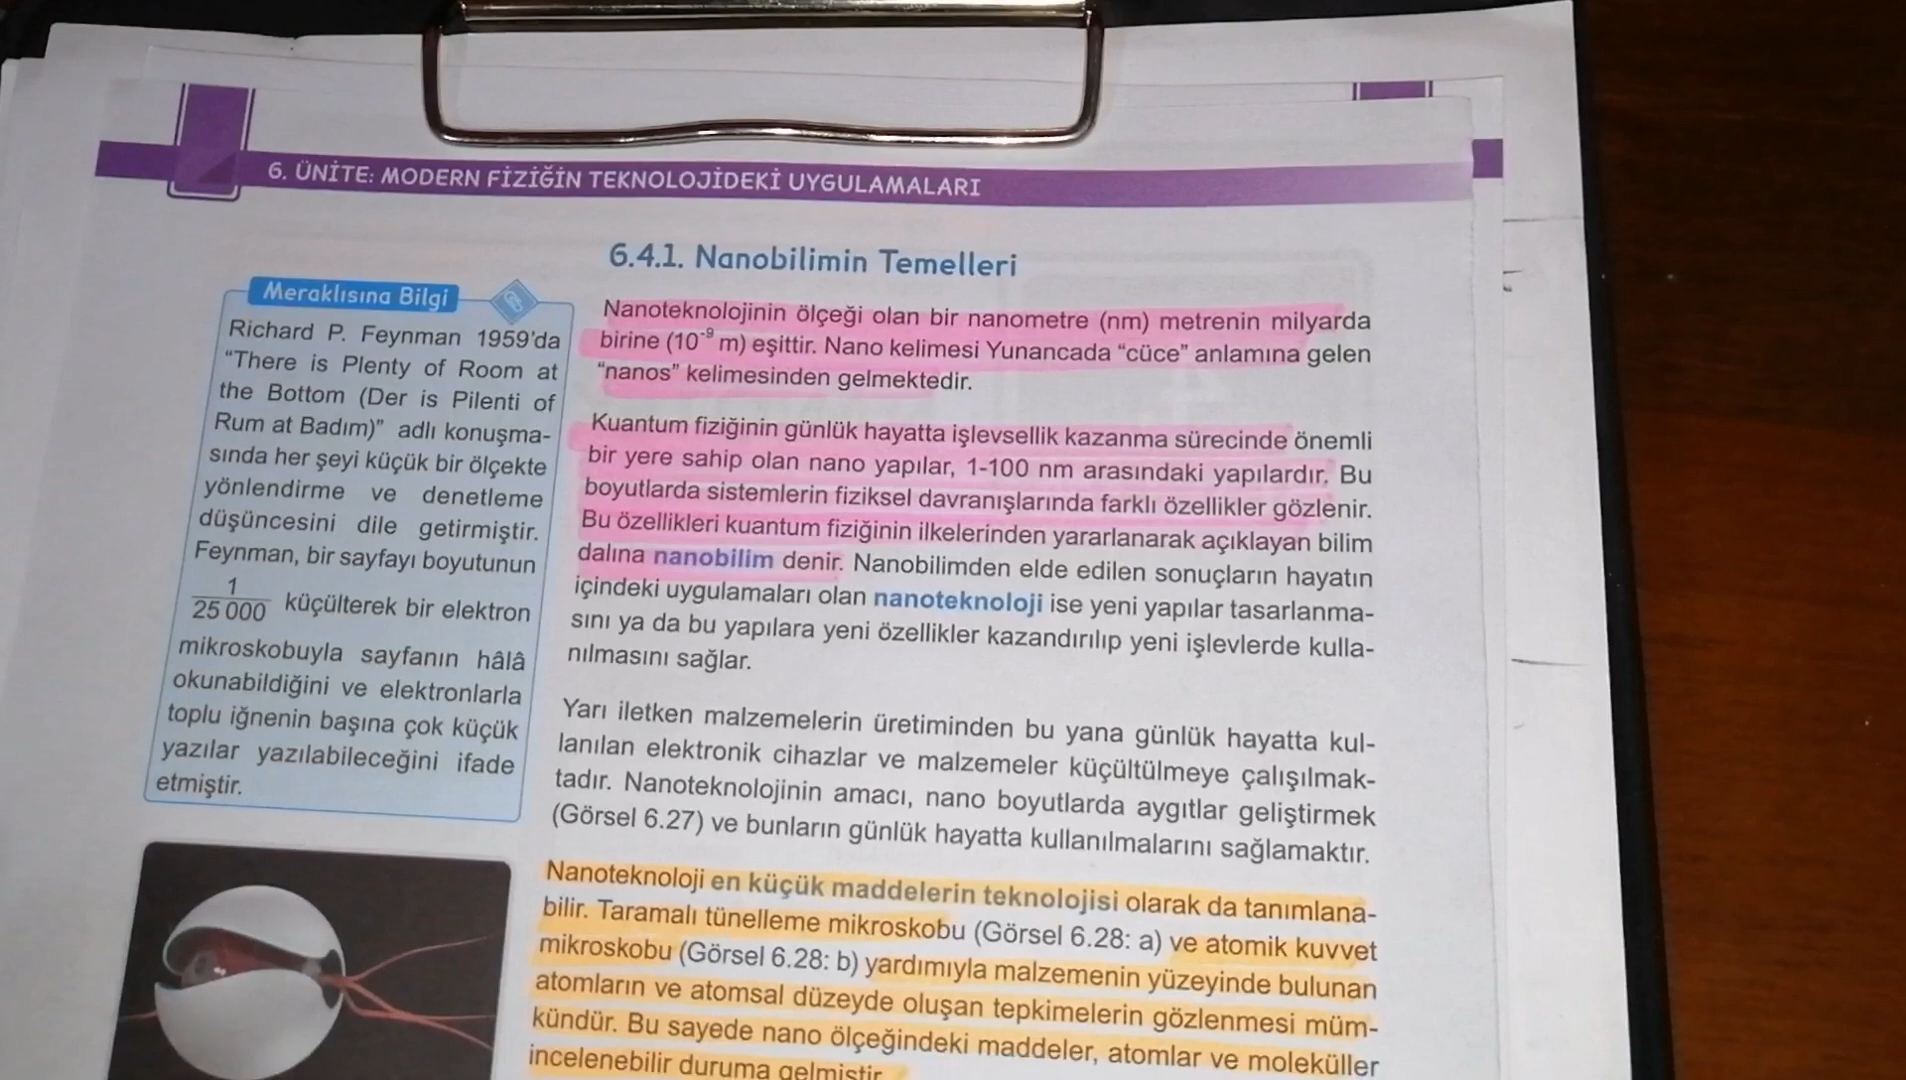 6. ÜNİTE: MODERN FİZİĞİN TEKNOLOJİDEKİ UYGULAMALARI
6.4.1. Nanobilimin Temelleri
Meraklısına Bilgi
Richard P. Feynman 1959'da
“There is Plenty of Room at
the Bottom (Der is Pilenti of
Rum at Badım)” adlı konuşma-
sında her şeyi küçük bir ölçekte
yönlendirme ve denetleme
düşüncesini dile getirmiştir.
Feynman, bir sayfayı boyutunun
1
25 000 küçülterek bir elektron
mikroskobuyla sayfanın hâlâ
okunabildiğini ve elektronlarla
toplu iğnenin başına çok küçük
yazılar yazılabileceğini ifade
etmiştir.
Nanoteknolojinin ölçeği olan bir nanometre (nm) metrenin milyarda
birine (10⁻⁹ m) eşittir. Nano kelimesi Yunancada “cüce” anlamına gelen
“nanos” kelimesinden gelmektedir.
Kuantum fiziğinin günlük hayatta işlevsellik kazanma sürecinde önemli
bir yere sahip olan nano yapılar, 1-100 nm arasındaki yapılardır. Bu
boyutlarda sistemlerin fiziksel davranışlarında farklı özellikler gözlenir.
Bu özellikleri kuantum fiziğinin ilkelerinden yararlanarak açıklayan bilim
dalına nanobilim denir. Nanobilimden elde edilen sonuçların hayatın
içindeki uygulamaları olan nanoteknoloji ise yeni yapılar tasarlanma-
sını ya da bu yapılara yeni özellikler kazandırılıp yeni işlevlerde kulla-
nılmasını sağlar.
Yarı iletken malzemelerin üretiminden bu yana günlük hayatta kul-
lanılan elektronik cihazlar ve malzemeler küçültülmeye çalışılmak-
tadır. Nanoteknolojinin amacı, nano boyutlarda aygıtlar geliştirmek
(Görsel 6.27) ve bunların günlük hayatta kullanılmalarını sağlamaktır.
Nanoteknoloji en küçük maddelerin teknolojisi olarak da tanımlana-
bilir. Taramalı tünelleme mikroskobu (Görsel 6.28: a) ve atomik kuvvet
mikroskobu (Görsel 6.28: b) yardımıyla malzemenin yüzeyinde bulunan
atomların ve atomsal düzeyde oluşan tepkimelerin gözlenmesi müm-
kündür. Bu sayede nano ölçeğindeki maddeler, atomlar ve moleküller
incelenebilir duruma gelmiştir.